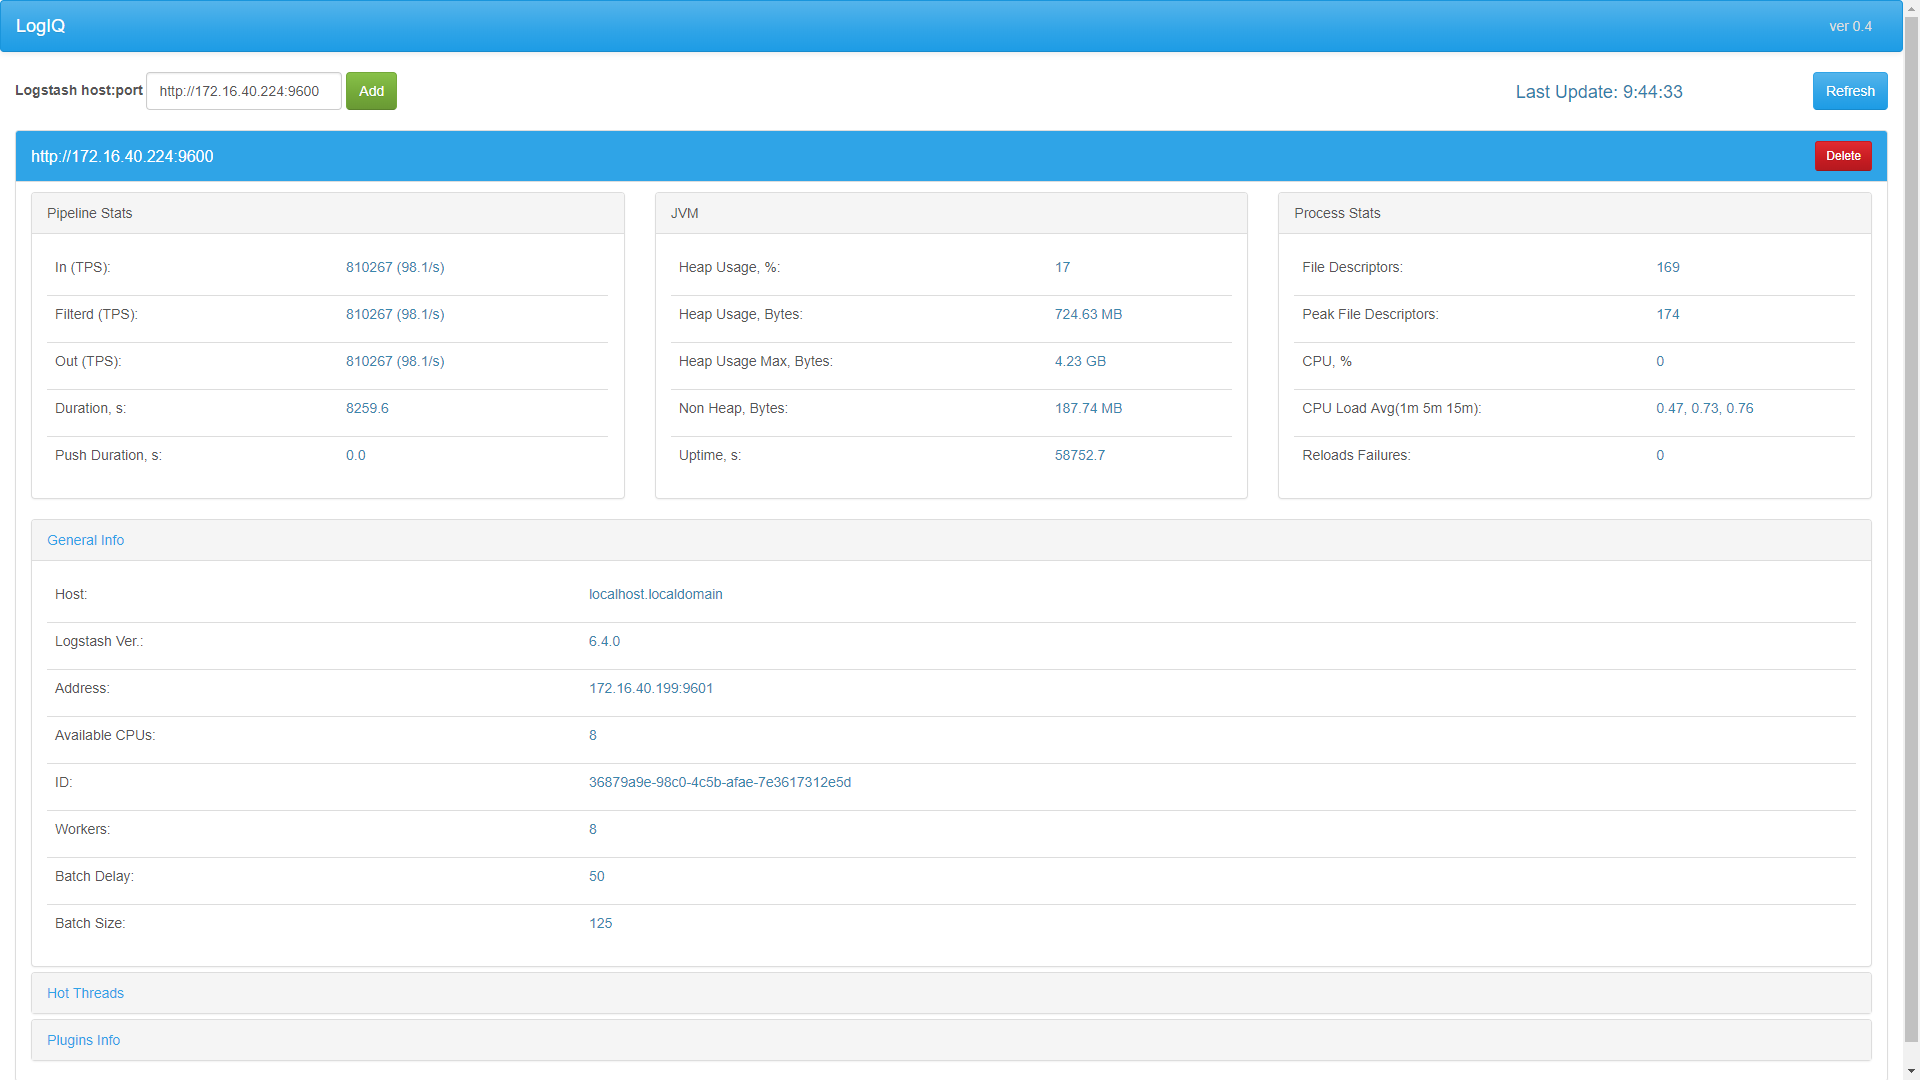 LogIQ ver 0.4
Logstash host:port http://172.16.40.224:9600 Add Last Update: 9:44:33 Refresh
http://172.16.40.224:9600 Delete
Pipeline Stats
In (TPS): 810267 (98.1/s)
Filterd (TPS): 810267 (98.1/s)
Out (TPS): 810267 (98.1/s)
Duration, s: 8259.6
Push Duration, s: 0.0
JVM
Heap Usage, %: 17
Heap Usage, Bytes: 724.63 MB
Heap Usage Max, Bytes: 4.23 GB
Non Heap, Bytes: 187.74 MB
Uptime, s: 58752.7
Process Stats
File Descriptors: 169
Peak File Descriptors: 174
CPU, % 0
CPU Load Avg(1m 5m 15m): 0.47, 0.73, 0.76
Reloads Failures: 0
General Info
Host: localhost.localdomain
Logstash Ver.: 6.4.0
Address: 172.16.40.199:9601
Available CPUs: 8
ID: 36879a9e-98c0-4c5b-afae-7e3617312e5d
Workers: 8
Batch Delay: 50
Batch Size: 125
Hot Threads
Plugins Info